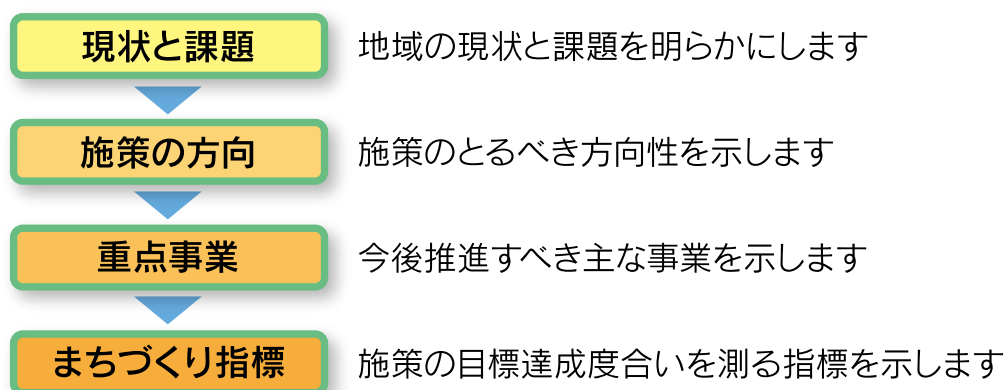 現状と課題 地域の現状と課題を明らかにします
施策の方向 施策のとるべき方向性を示します
重点事業 今後推進すべき主な事業を示します
まちづくり指標 施策の目標達成度合いを測る指標を示します